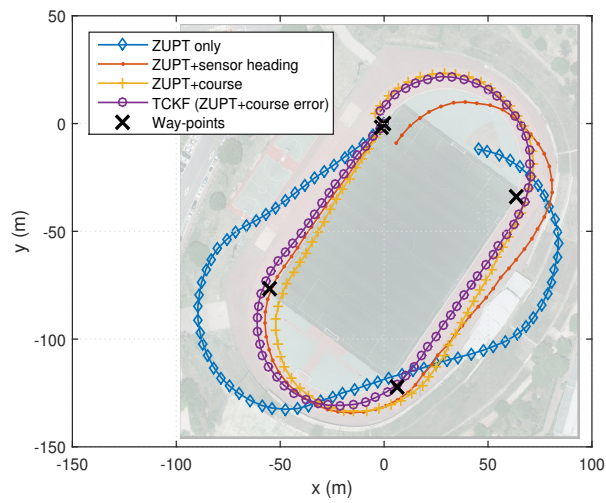 50
ZUPT only
ZUPT+sensor heading
ZUPT+course
TCKF (ZUPT+course error)
Way-points
0
y (m)
-50
-100
-150
-150 -100 -50 0 50 100
x (m)